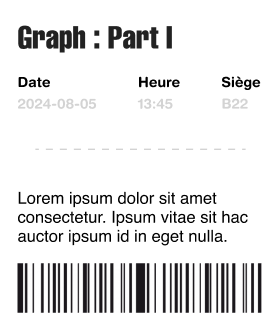 Graph : Part I
Date Heure Siège
2024-08-05 13:45 B22
Lorem ipsum dolor sit amet
consectetur. Ipsum vitae sit hac
auctor ipsum id in eget nulla.